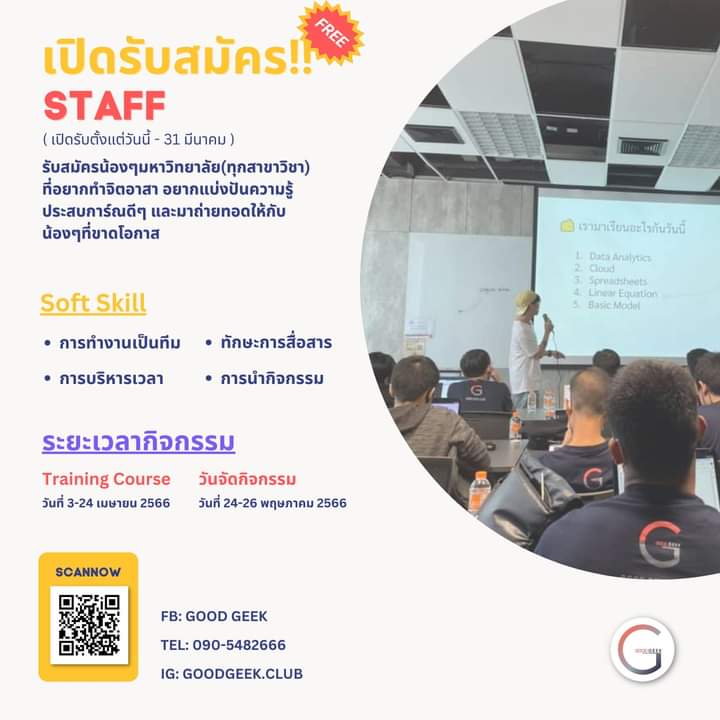 เปิดรับสมัคร!!
FREE
STAFF
( เปิดรับตั้งแต่วันนี้ - 31 มีนาคม )
รับสมัครน้องๆมหาวิทยาลัย(ทุกสาขาวิชา)
ที่อยากทำจิตอาสา อยากแบ่งปันความรู้
ประสบการ์ณดีๆ และมาถ่ายทอดให้กับ
น้องๆที่ขาดโอกาส
เรามาเรียนอะไรกันวันนี้
1. Data Analytics
2. Cloud
3. Spreadsheets
4. Linear Equation
5. Basic Model
Soft Skill
• การทำงานเป็นทีม
• ทักษะการสื่อสาร
• การบริหารเวลา
• การนำกิจกรรม
ระยะเวลากิจกรรม
Training Course
วันที่ 3-24 เมษายน 2566
วันจัดกิจกรรม
วันที่ 24-26 พฤษภาคม 2566
SCANNOW
FB: GOOD GEEK
TEL: 090-5482666
IG: GOODGEEK.CLUB